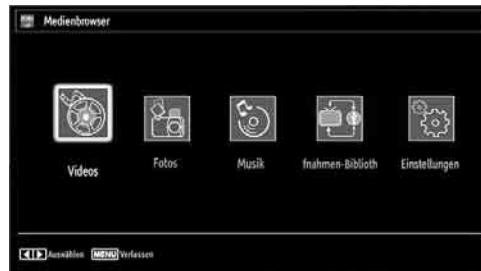 Medienbrowser
Videos Fotos Musik fnahmen-Biblioth Einstellungen
Auswählen MENU Verlassen